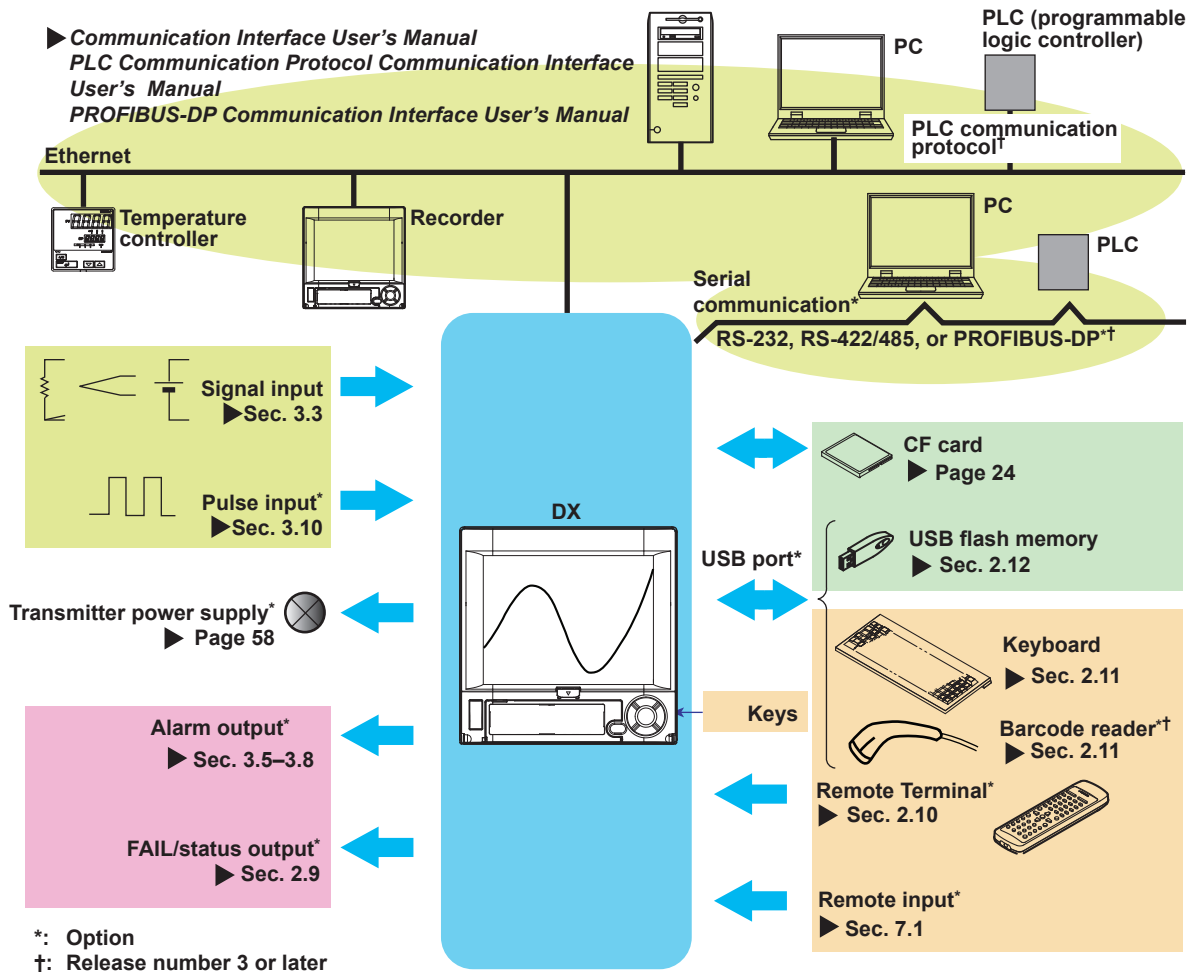 ▶ Communication Interface User's Manual
PLC Communication Protocol Communication Interface
User's Manual
PROFIBUS-DP Communication Interface User's Manual
PC
PLC (programmable
logic controller)
PLC communication
protocol†
Ethernet
Temperature
controller
Recorder
PC
PLC
Serial
communication*
RS-232, RS-422/485, or PROFIBUS-DP*†
Signal input
▶Sec. 3.3
Pulse input*
▶Sec. 3.10
Transmitter power supply*
▶ Page 58
Alarm output*
▶ Sec. 3.5–3.8
FAIL/status output*
▶ Sec. 2.9
DX
CF card
▶ Page 24
USB port*
USB flash memory
▶ Sec. 2.12
Keyboard
▶ Sec. 2.11
Keys
Barcode reader*†
▶ Sec. 2.11
Remote Terminal*
▶ Sec. 2.10
Remote input*
▶ Sec. 7.1
*: Option
†: Release number 3 or later